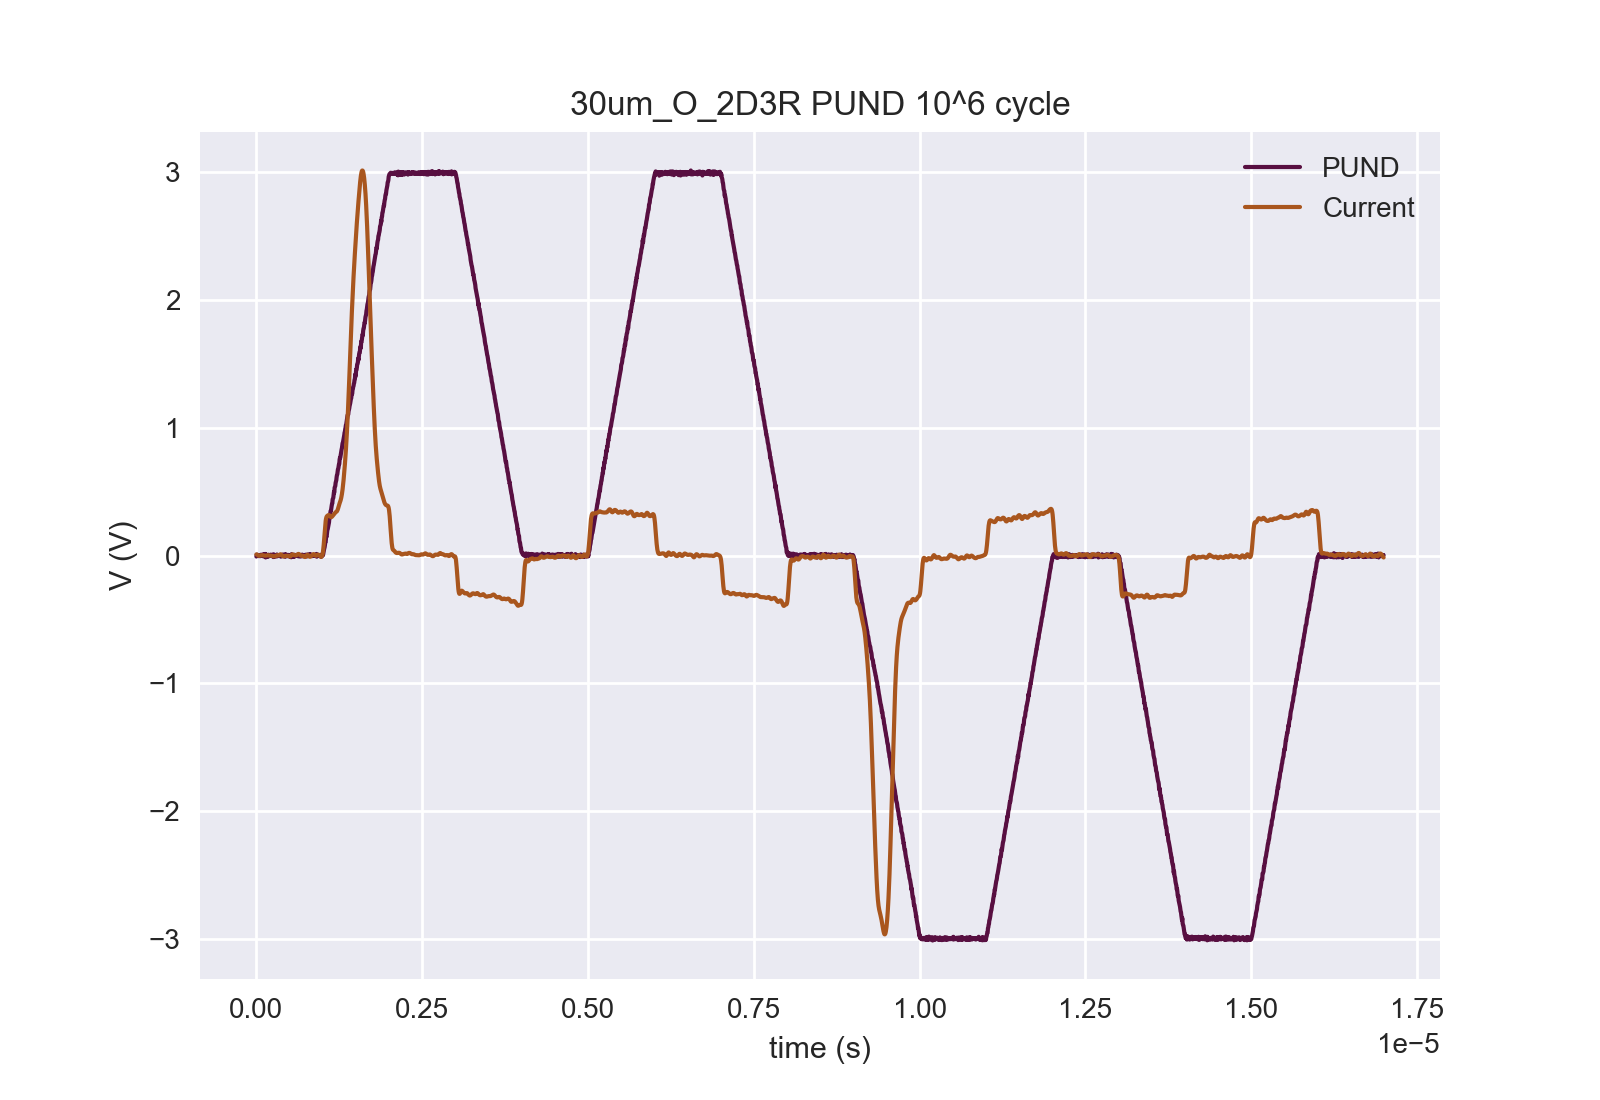 30um_O_2D3R PUND 10^6 cycle
PUND
Current
V (V)
3
2
1
0
−1
−2
−3
0.00 0.25 0.50 0.75 1.00 1.25 1.50 1.75
1e−5
time (s)